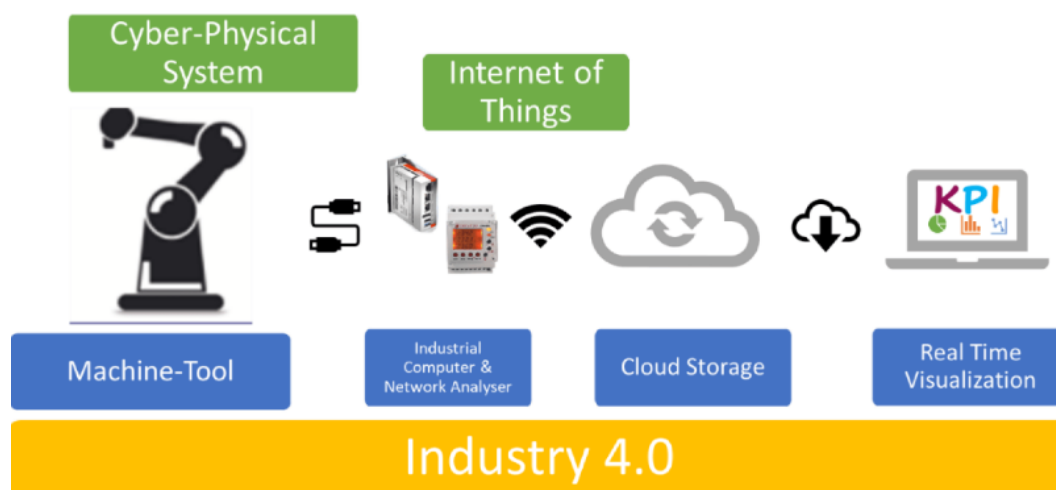 Cyber-Physical
System
Internet of
Things
KPI
Machine-Tool
Industrial
Computer &
Network Analyser
Cloud Storage
Real Time
Visualization
Industry 4.0